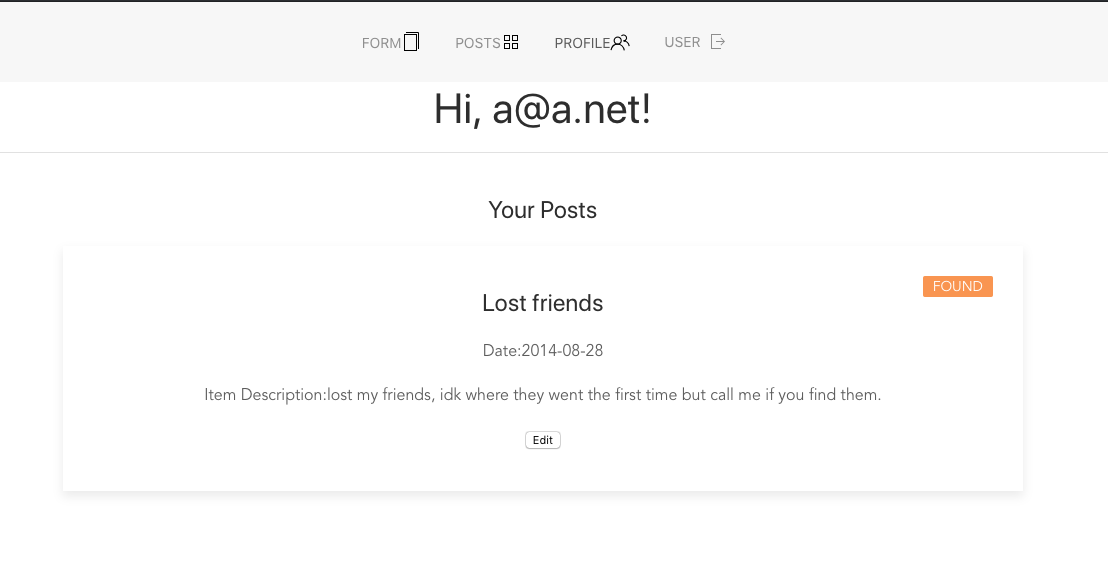 FORM POSTS PROFILE USER
Hi, a@a.net!
Your Posts
FOUND
Lost friends
Date:2014-08-28
Item Description:lost my friends, idk where they went the first time but call me if you find them.
Edit